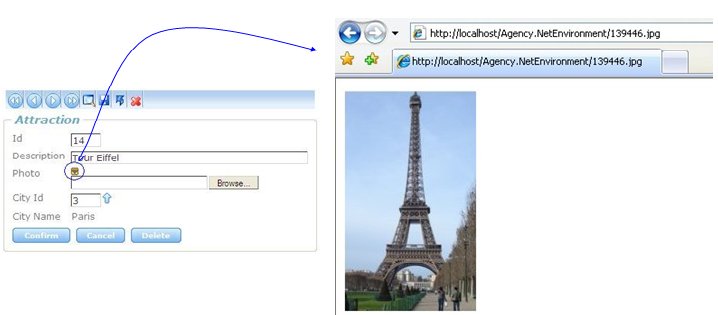 http://localhost/Agency.NetEnvironment/139446.jpg
http://localhost/Agency.NetEnvironment/139446.jpg
Attraction
Id 14
Description Tour Eiffel
Photo
Browse...
City Id 3
City Name Paris
Confirm Cancel Delete